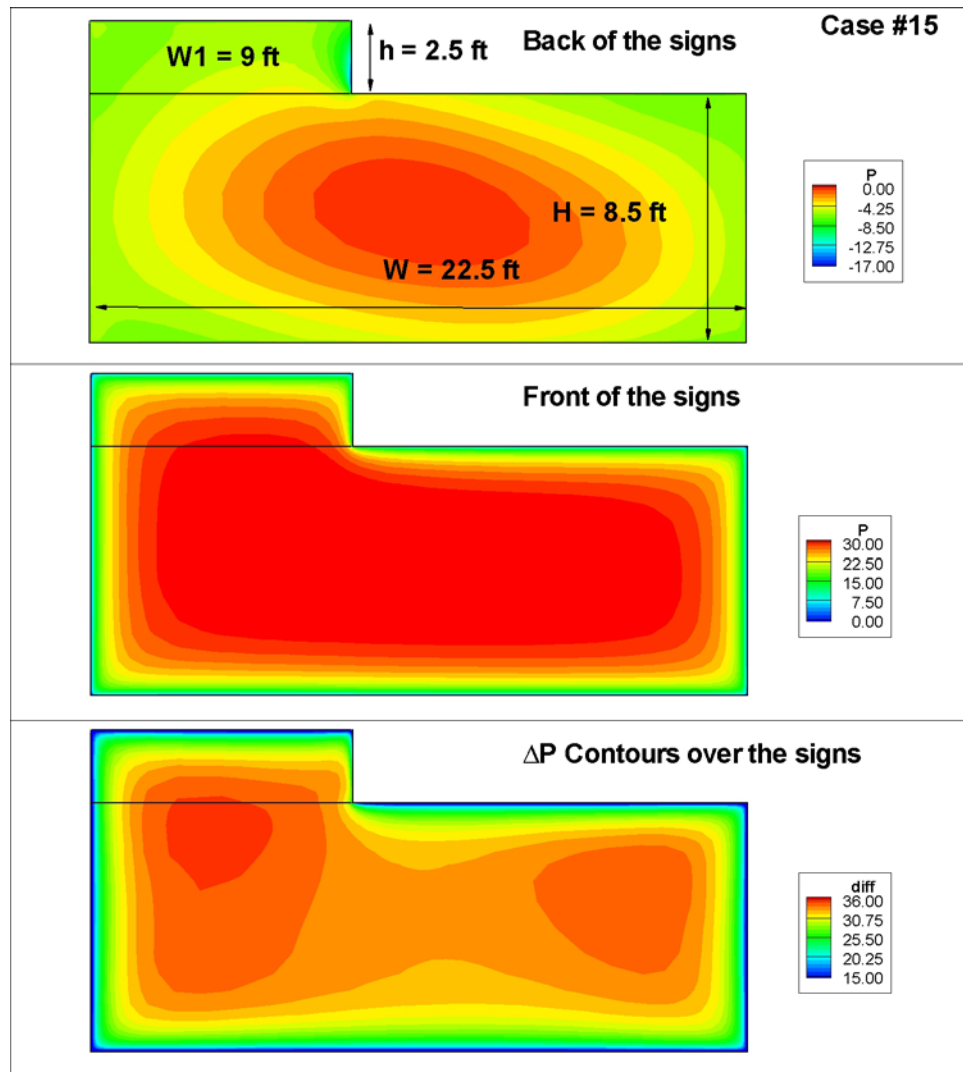 Case #15
Back of the signs
W1 = 9 ft
h = 2.5 ft
H = 8.5 ft
W = 22.5 ft
P
0.00
-4.25
-8.50
-12.75
-17.00
Front of the signs
P
30.00
22.50
15.00
7.50
0.00
ΔP Contours over the signs
diff
36.00
30.75
25.50
20.25
15.00